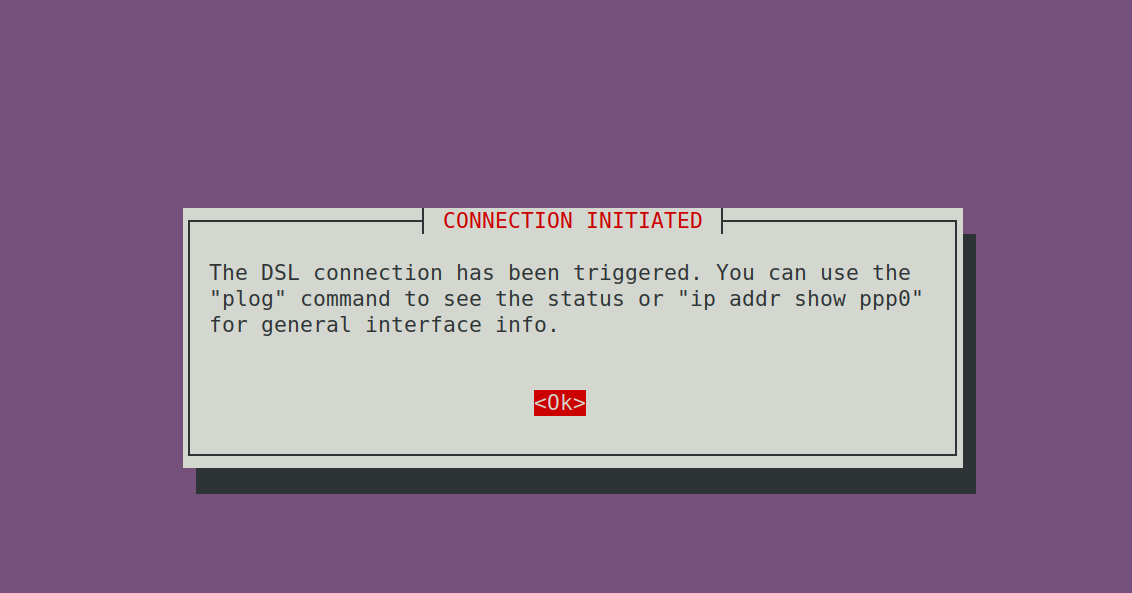 CONNECTION INITIATED
The DSL connection has been triggered. You can use the
"plog" command to see the status or "ip addr show ppp0"
for general interface info.
<Ok>